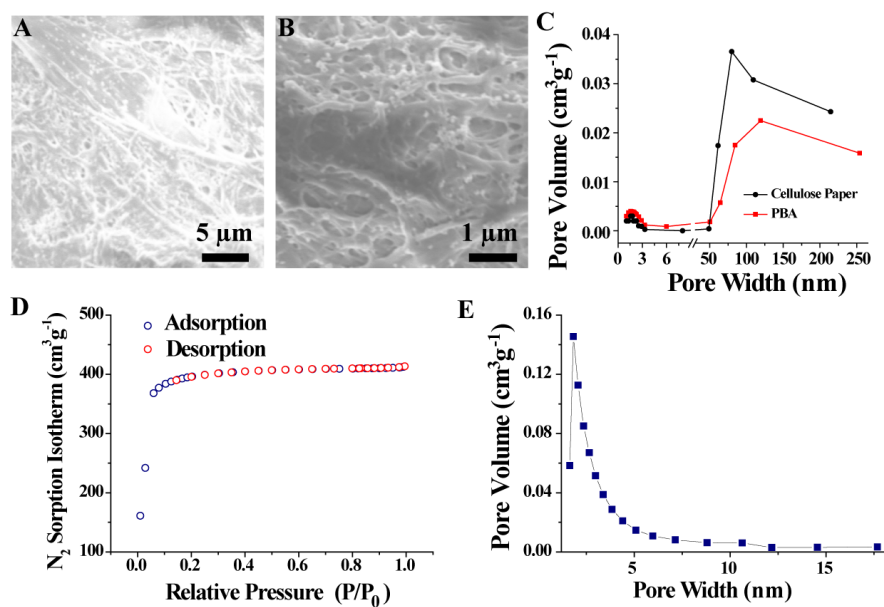 A
5 µm
B
1 µm
C
Pore Volume (cm³g⁻¹)
0.04
0.03
0.02
0.01
0.00
Cellulose Paper
PBA
0 3 6 50 100 150 200 250
Pore Width (nm)
D
N₂ Sorption Isotherm (cm³g⁻¹)
500
400
300
200
100
Adsorption
Desorption
0.0 0.2 0.4 0.6 0.8 1.0
Relative Pressure (P/P₀)
E
Pore Volume (cm³g⁻¹)
0.16
0.12
0.08
0.04
0.00
5 10 15
Pore Width (nm)